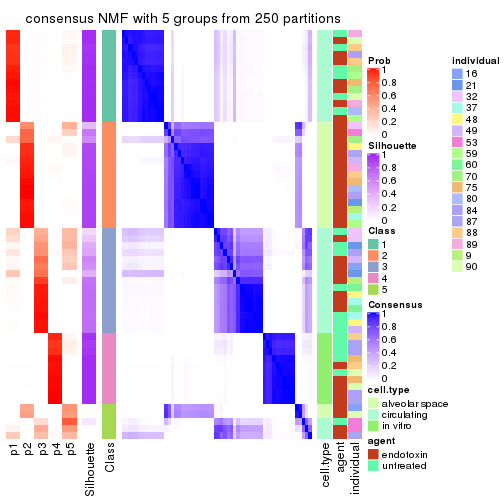 consensus NMF with 5 groups from 250 partitions
p1
p2
p3
p4
p5
Silhouette
Class
cell.type
agent
individual
Prob
1
0.8
0.6
0.4
0.2
0
Silhouette
1
0.8
0.6
0.4
0.2
0
Class
1
2
3
4
5
Consensus
1
0.8
0.6
0.4
0.2
0
cell.type
alveolar space
circulating
in vitro
agent
endotoxin
untreated
individual
16
21
32
37
48
49
53
59
60
70
75
80
84
87
88
89
9
90